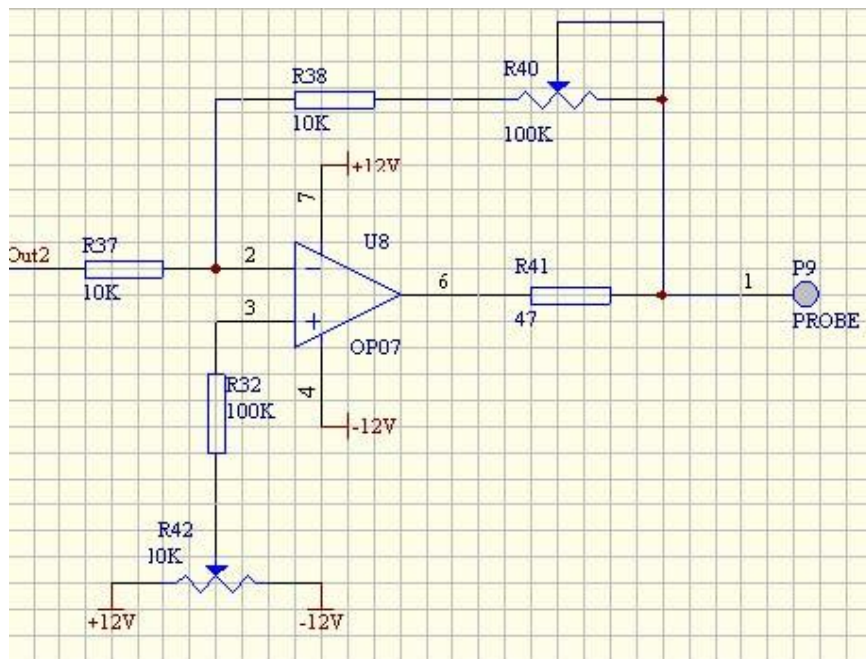 R38
10K
R40
100K
+12V
7
Out2
R37
10K
2
U8
3
6
R41
47
1
P9
PROBE
OP07
4
R32
100K
-12V
R42
10K
+12V
-12V